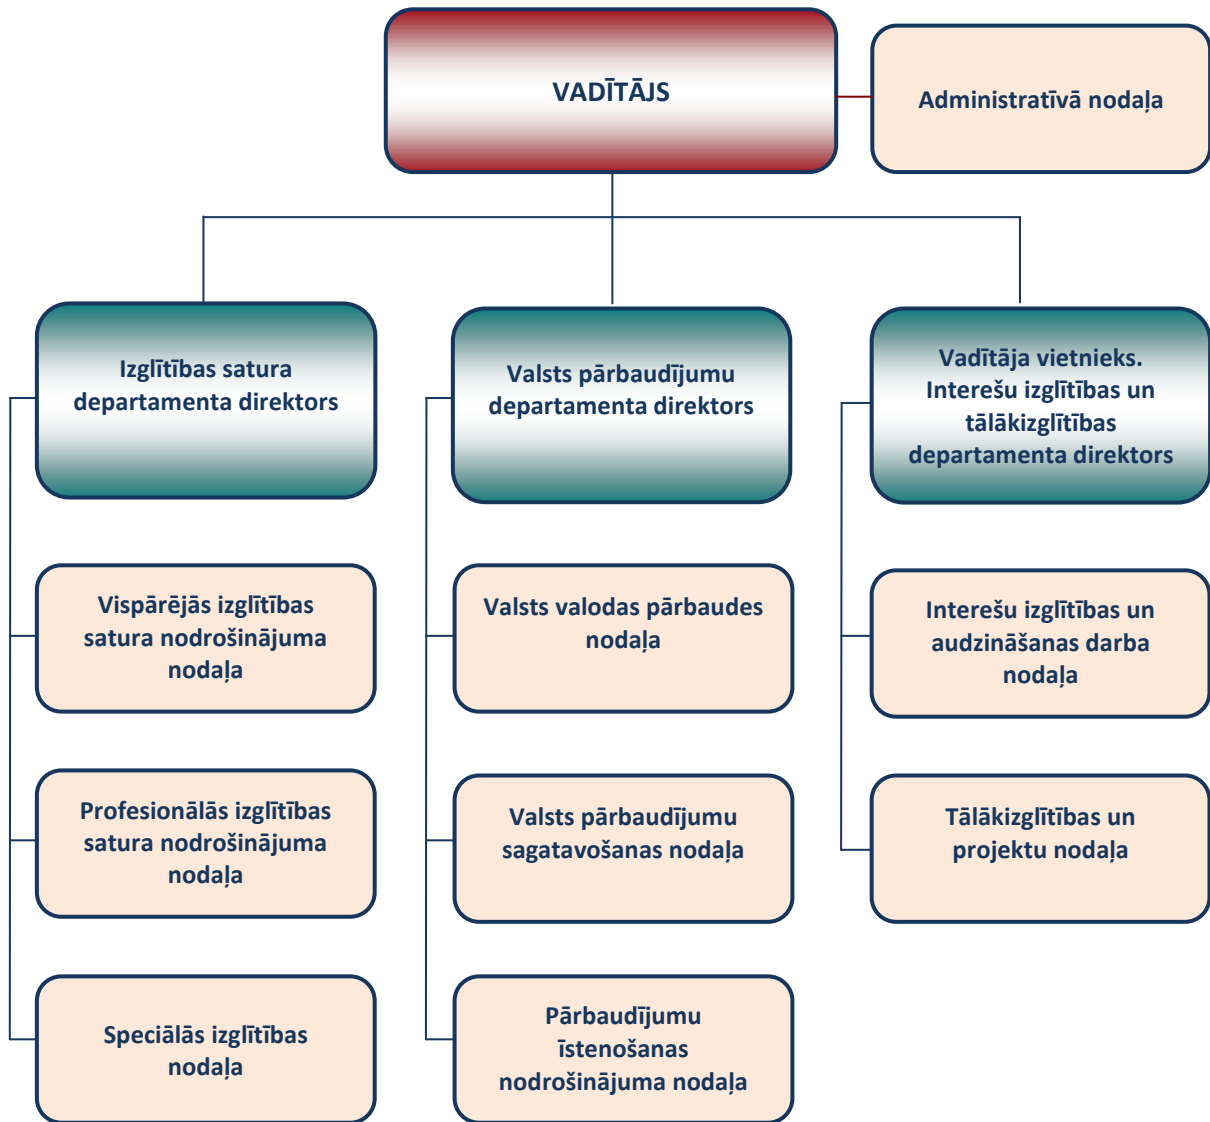 VADĪTĀJS
Administratīvā nodaļa
Izglītības satura
departamenta direktors
Valsts pārbaudījumu
departamenta direktors
Vadītāja vietnieks.
Interešu izglītības un
tālākizglītības
departamenta direktors
Vispārējās izglītības
satura nodrošinājuma
nodaļa
Valsts valodas pārbaudes
nodaļa
Interešu izglītības un
audzināšanas darba
nodaļa
Profesionālās izglītības
satura nodrošinājuma
nodaļa
Valsts pārbaudījumu
sagatavošanas nodaļa
Tālākizglītības un
projektu nodaļa
Speciālās izglītības
nodaļa
Pārbaudījumu
īstenošanas
nodrošinājuma nodaļa